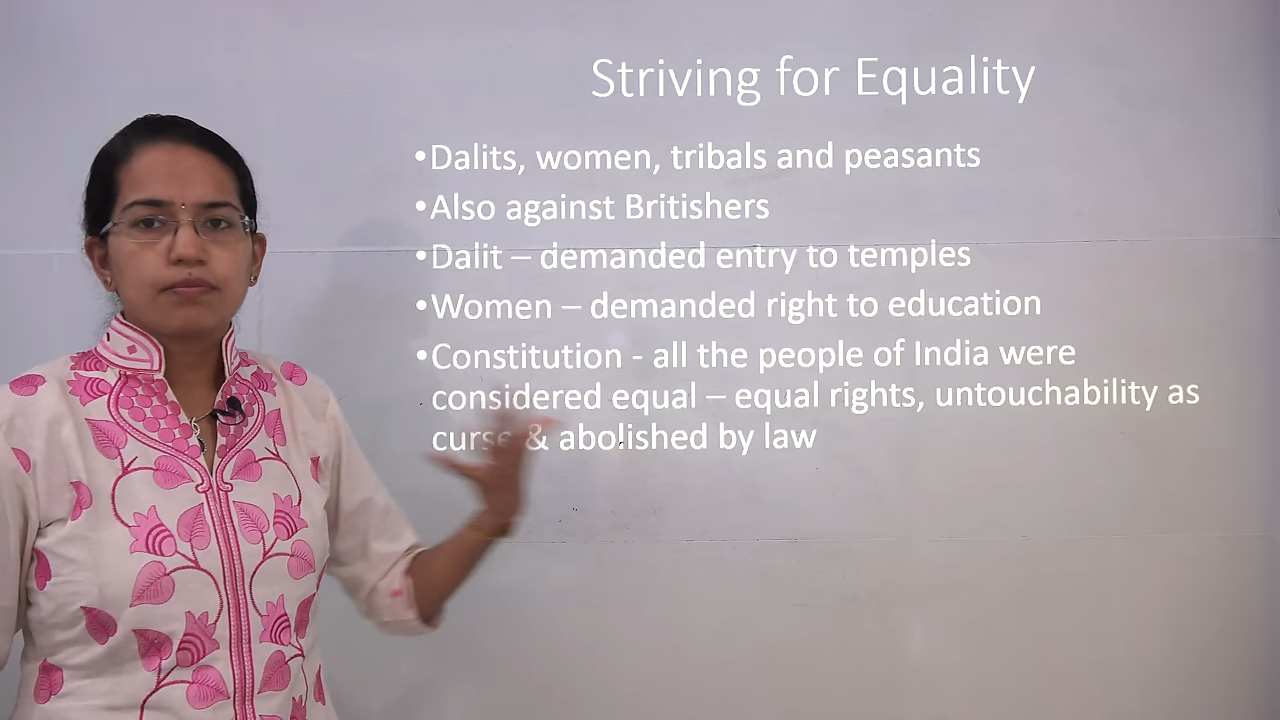 Striving for Equality
•Dalits, women, tribals and peasants
•Also against Britishers
•Dalit – demanded entry to temples
•Women – demanded right to education
•Constitution - all the people of India were
considered equal – equal rights, untouchability as
curse & abolished by law